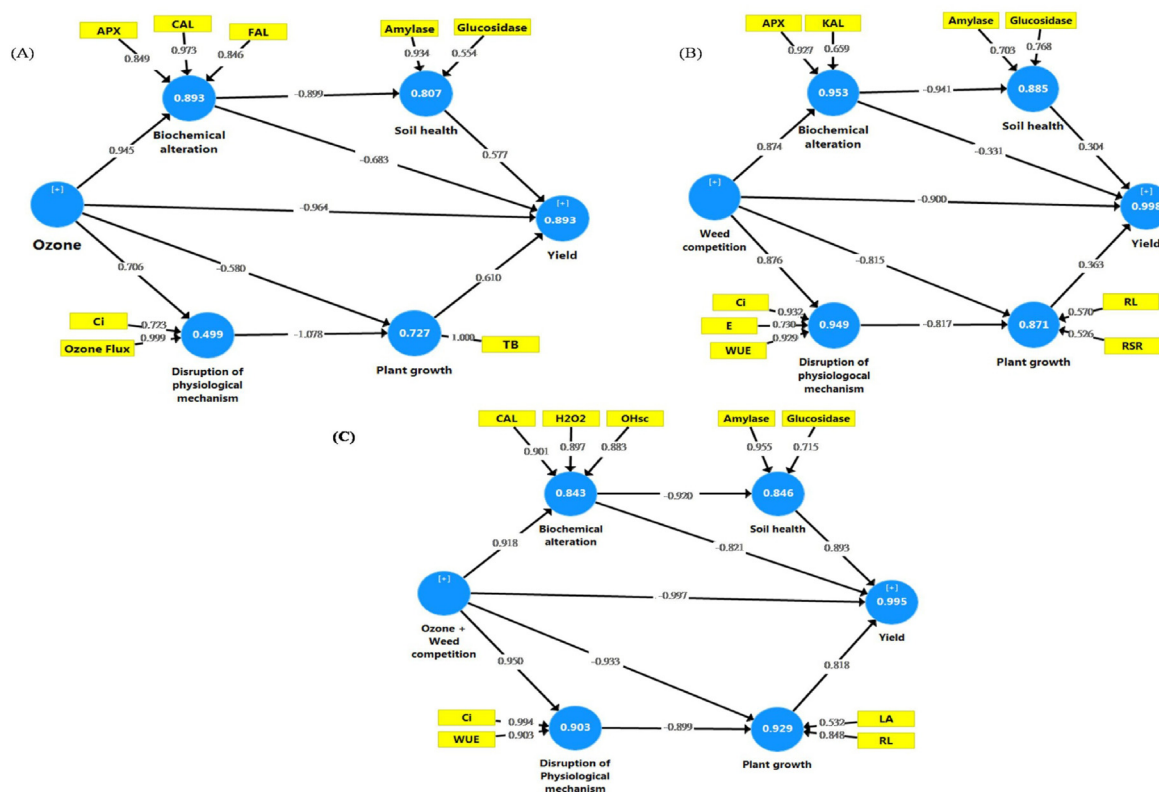 (A)
APX
CAL
FAL
0.849
0.973
0.846
Amylase
Glucosidase
0.934
0.554
0.893
-0.899
0.807
Biochemical
alteration
Soil health
0.945
-0.683
0.577
[+]
-0.964
[+]
0.893
Ozone
Yield
0.706
-0.580
0.610
Ci
0.723
Ozone Flux
0.999
0.499
-1.078
0.727
1.000
TB
Disruption of
physiological
mechanism
Plant growth
(B)
APX
KAL
0.927
0.659
Amylase
Glucosidase
0.703
0.768
0.953
-0.941
0.885
Biochemical
alteration
Soil health
0.874
-0.331
0.304
[+]
-0.900
[+]
0.998
Weed
competition
Yield
0.876
-0.815
0.363
Ci
0.932
E
0.730
WUE
0.929
0.949
-0.817
0.871
0.570
RL
0.526
RSR
Disruption of
physiologocal
mechanism
Plant growth
(C)
CAL
H2O2
OHsc
0.901
0.897
0.883
Amylase
Glucosidase
0.955
0.715
0.843
-0.920
0.846
Biochemical
alteration
Soil health
0.918
-0.821
0.893
[+]
-0.997
[+]
0.995
Ozone +
Weed
competition
Yield
0.950
-0.933
0.818
Ci
0.994
WUE
0.903
0.903
-0.899
0.929
0.532
LA
0.848
RL
Disruption of
Physiological
mechanism
Plant growth